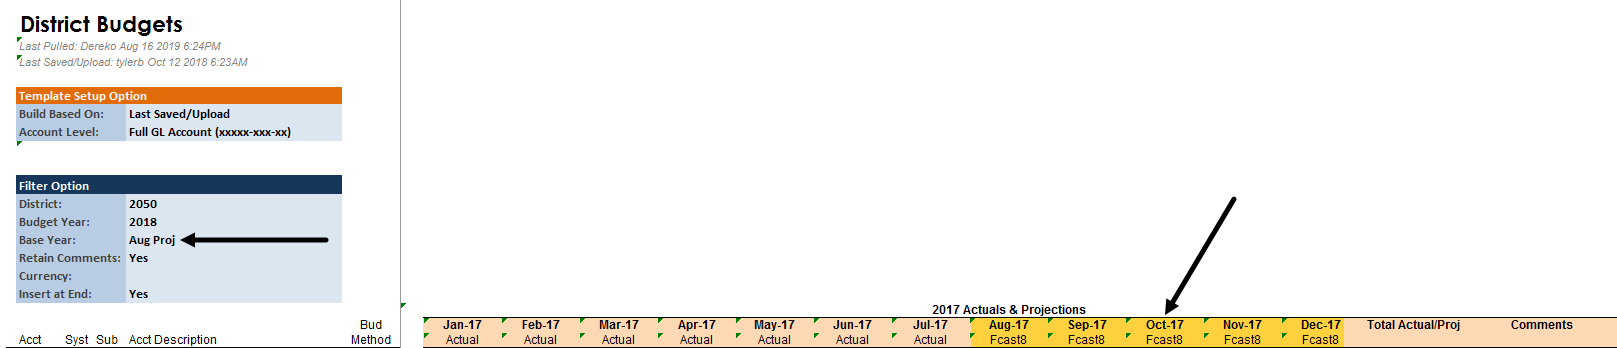 District Budgets
Last Pulled: Dereko Aug 16 2019 6:24PM
Last Saved/Upload: tylerb Oct 12 2018 6:23AM
Template Setup Option
Build Based On: Last Saved/Upload
Account Level: Full GL Account (xxxxx-xxx-xx)
Filter Option
District: 2050
Budget Year: 2018
Base Year: Aug Proj
Retain Comments: Yes
Currency:
Insert at End: Yes
2017 Actuals & Projections
Bud Jan-17 Feb-17 Mar-17 Apr-17 May-17 Jun-17 Jul-17 Aug-17 Sep-17 Oct-17 Nov-17 Dec-17 Total Actual/Proj Comments
Acct Syst Sub Acct Description Method Actual Actual Actual Actual Actual Actual Actual Fcast8 Fcast8 Fcast8 Fcast8 Fcast8